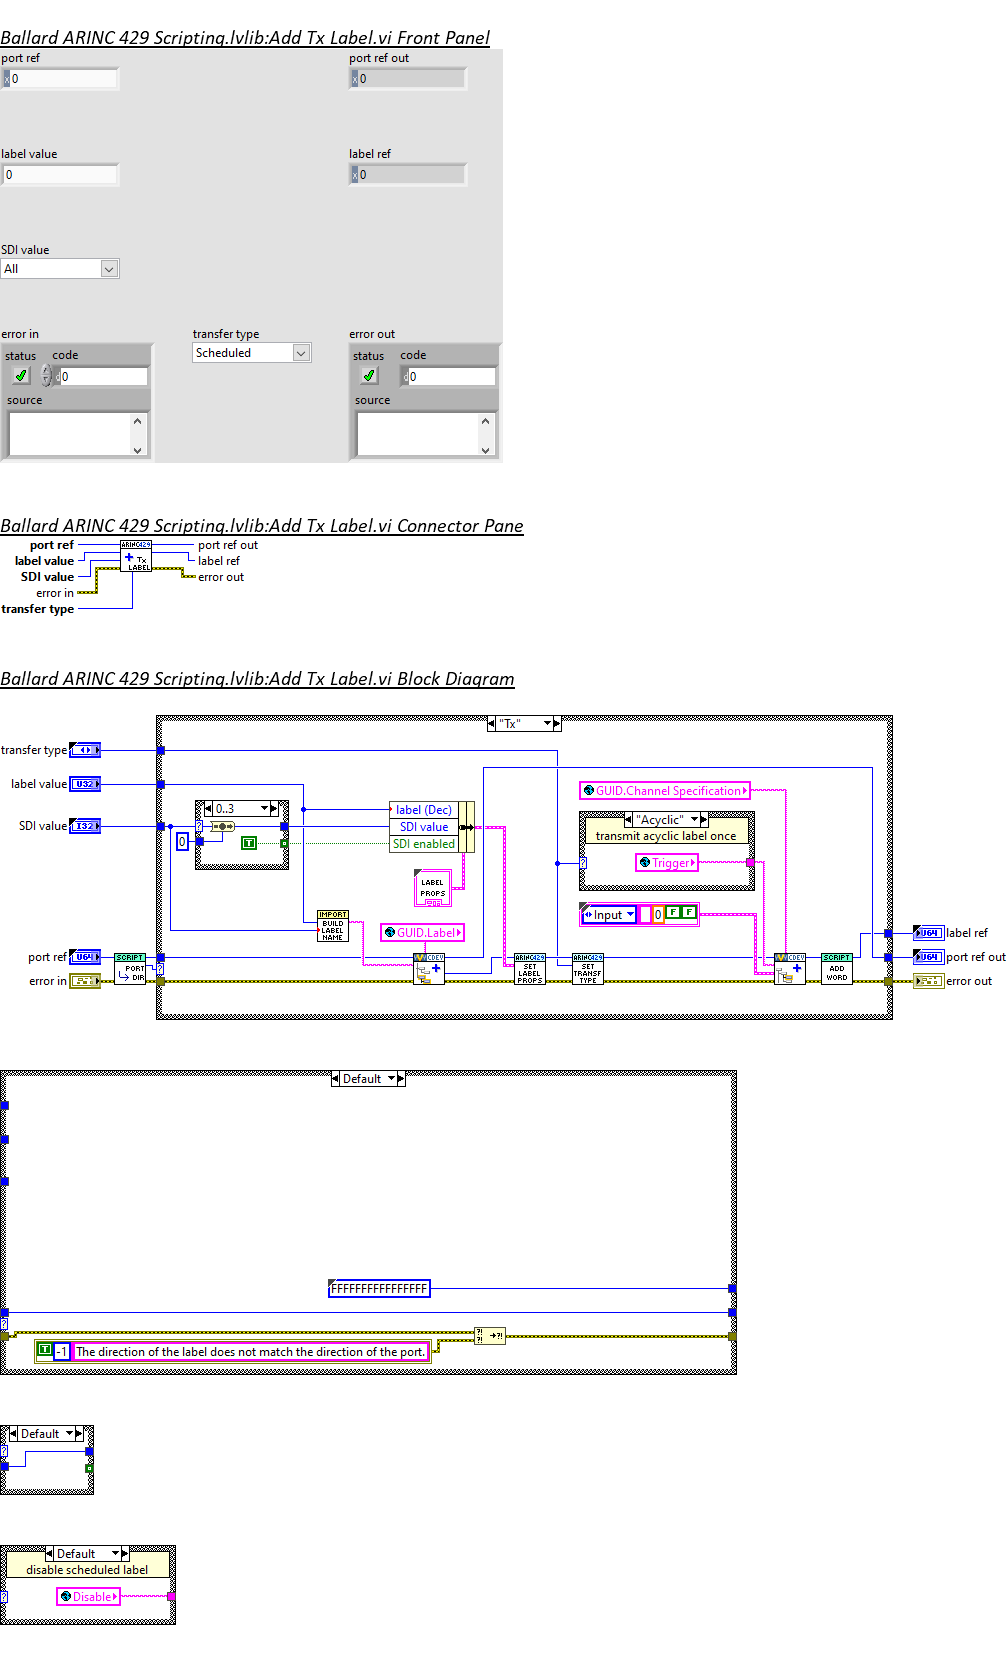 Ballard ARINC 429 Scripting.lvlib:Add Tx Label.vi Front Panel
port ref
port ref out
x 0
x 0
label value
label ref
0
x 0
SDI value
All
error in
transfer type
error out
status code
Scheduled
status code
d 0
d 0
source
source
Ballard ARINC 429 Scripting.lvlib:Add Tx Label.vi Connector Pane
port ref
ARINC429
port ref out
label value
Tx
label ref
SDI value
LABEL
error out
error in
transfer type
Ballard ARINC 429 Scripting.lvlib:Add Tx Label.vi Block Diagram
"Tx"
transfer type
label value
U32
GUID.Channel Specification
SDI value
I32
0..3
label (Dec)
"Acyclic"
SDI value
transmit acyclic label once
0
T
SDI enabled
Trigger
LABEL
PROPS
Input
0
F
F
IMPORT
BUILD
LABEL
NAME
GUID.Label
label ref
U64
port ref
U64
SCRIPT
PORT
DIR
CDEV
ARINC429
SET
LABEL
PROPS
ARINC429
SET
TRANSF
TYPE
CDEV
SCRIPT
ADD
WORD
U64
port ref out
error in
error out
Default
FFFFFFFFFFFFFFFF
T
-1
The direction of the label does not match the direction of the port.
Default
Default
disable scheduled label
Disable